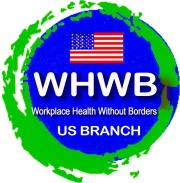 WHWB
Workplace Health Without Borders
US BRANCH